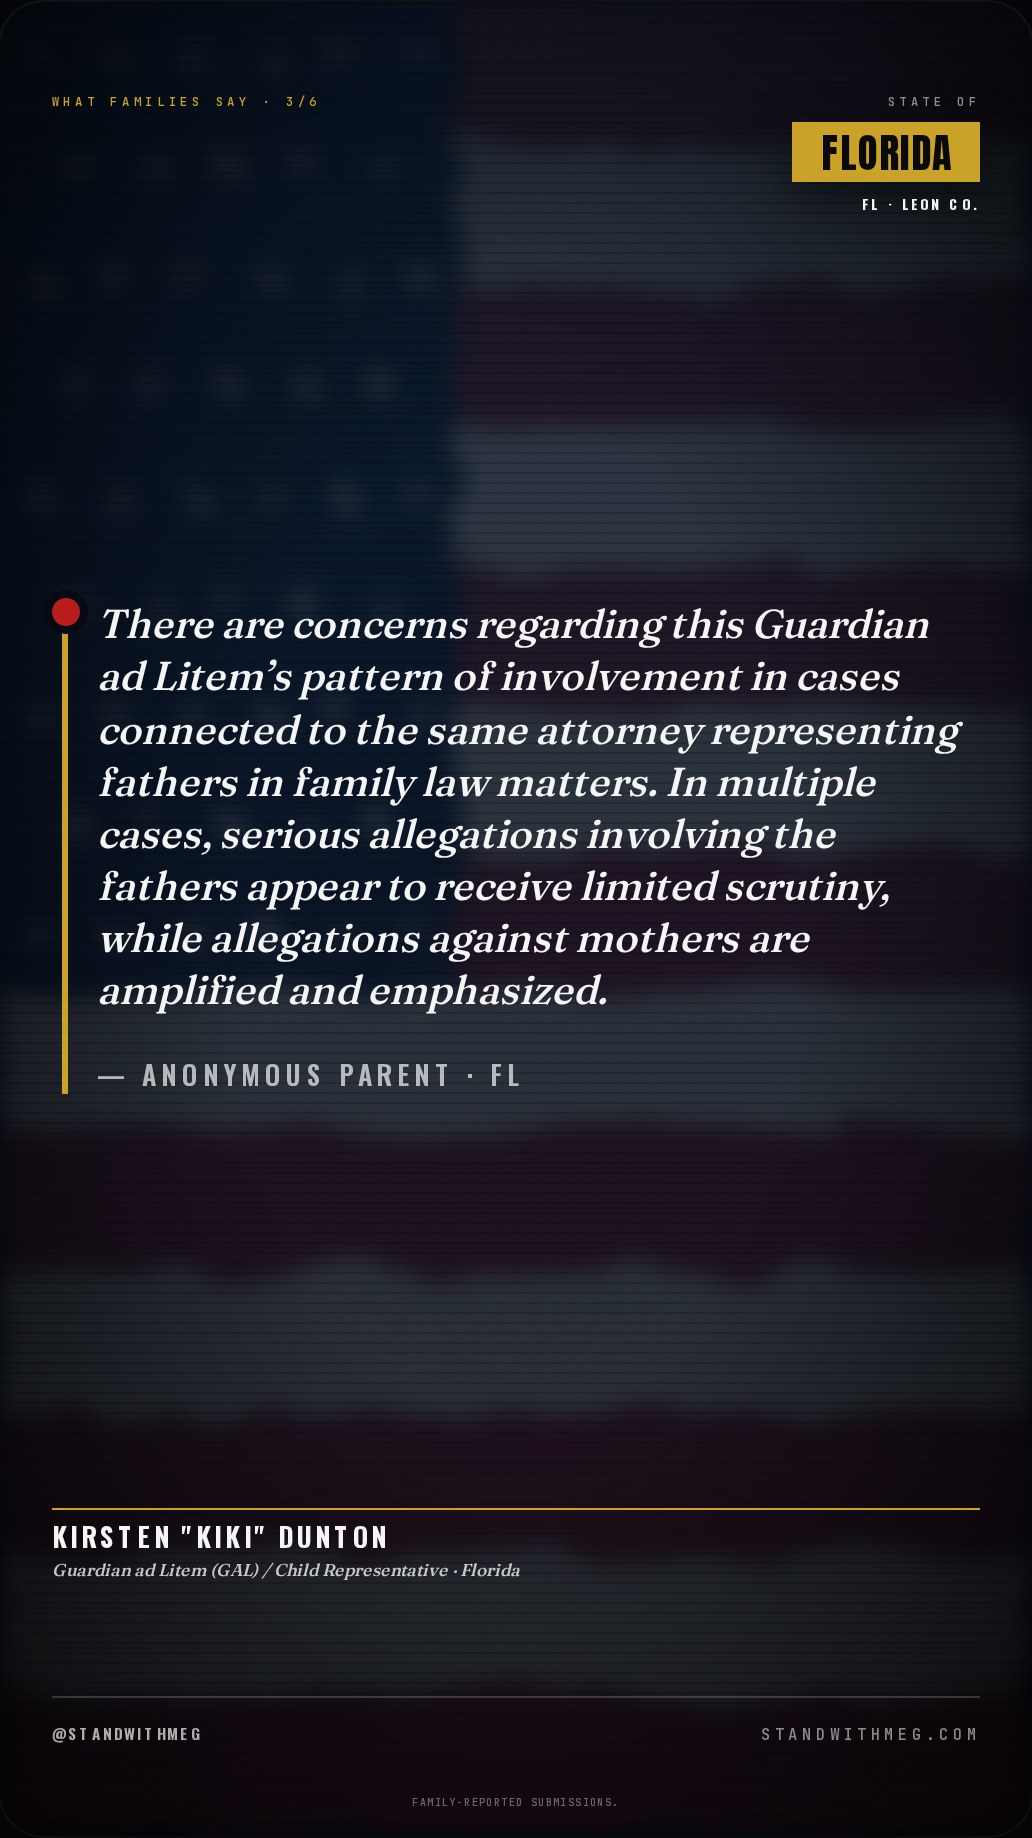 WHAT FAMILIES SAY · 3/6
STATE OF
FLORIDA
FL · LEON CO.
There are concerns regarding this Guardian
ad Litem’s pattern of involvement in cases
connected to the same attorney representing
fathers in family law matters. In multiple
cases, serious allegations involving the
fathers appear to receive limited scrutiny,
while allegations against mothers are
amplified and emphasized.
— ANONYMOUS PARENT · FL
KIRSTEN "KIKI" DUNTON
Guardian ad Litem (GAL) / Child Representative · Florida
@STANDWITHMEG
STANDWITHMEG.COM
FAMILY-REPORTED SUBMISSIONS.